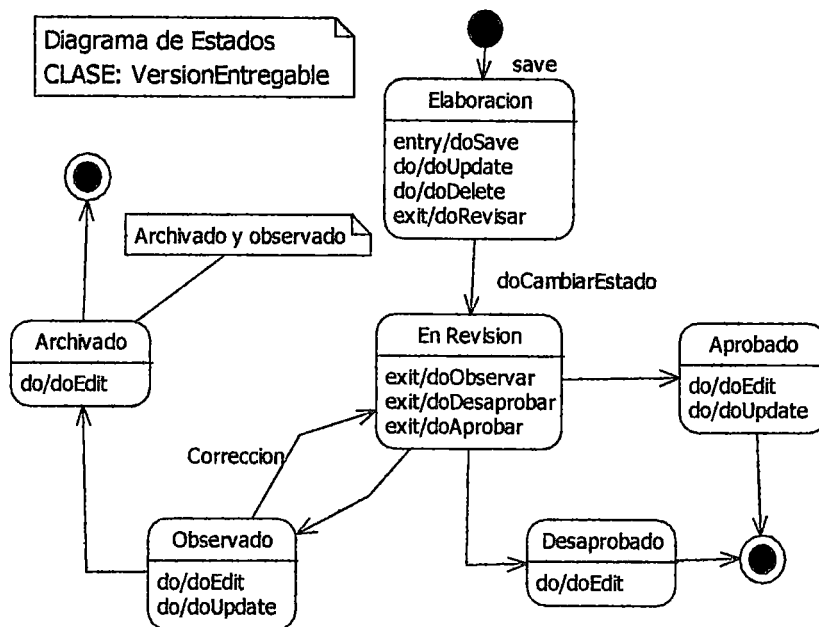 Diagrama de Estados
CLASE: VersionEntregable
save
Elaboracion
entry/doSave
do/doUpdate
do/doDelete
exit/doRevisar
Archivado y observado
doCambiarEstado
Archivado
do/doEdit
En Revision
exit/doObservar
exit/doDesaprobar
exit/doAprobar
Aprobado
do/doEdit
do/doUpdate
Correccion
Observado
do/doEdit
do/doUpdate
Desaprobado
do/doEdit